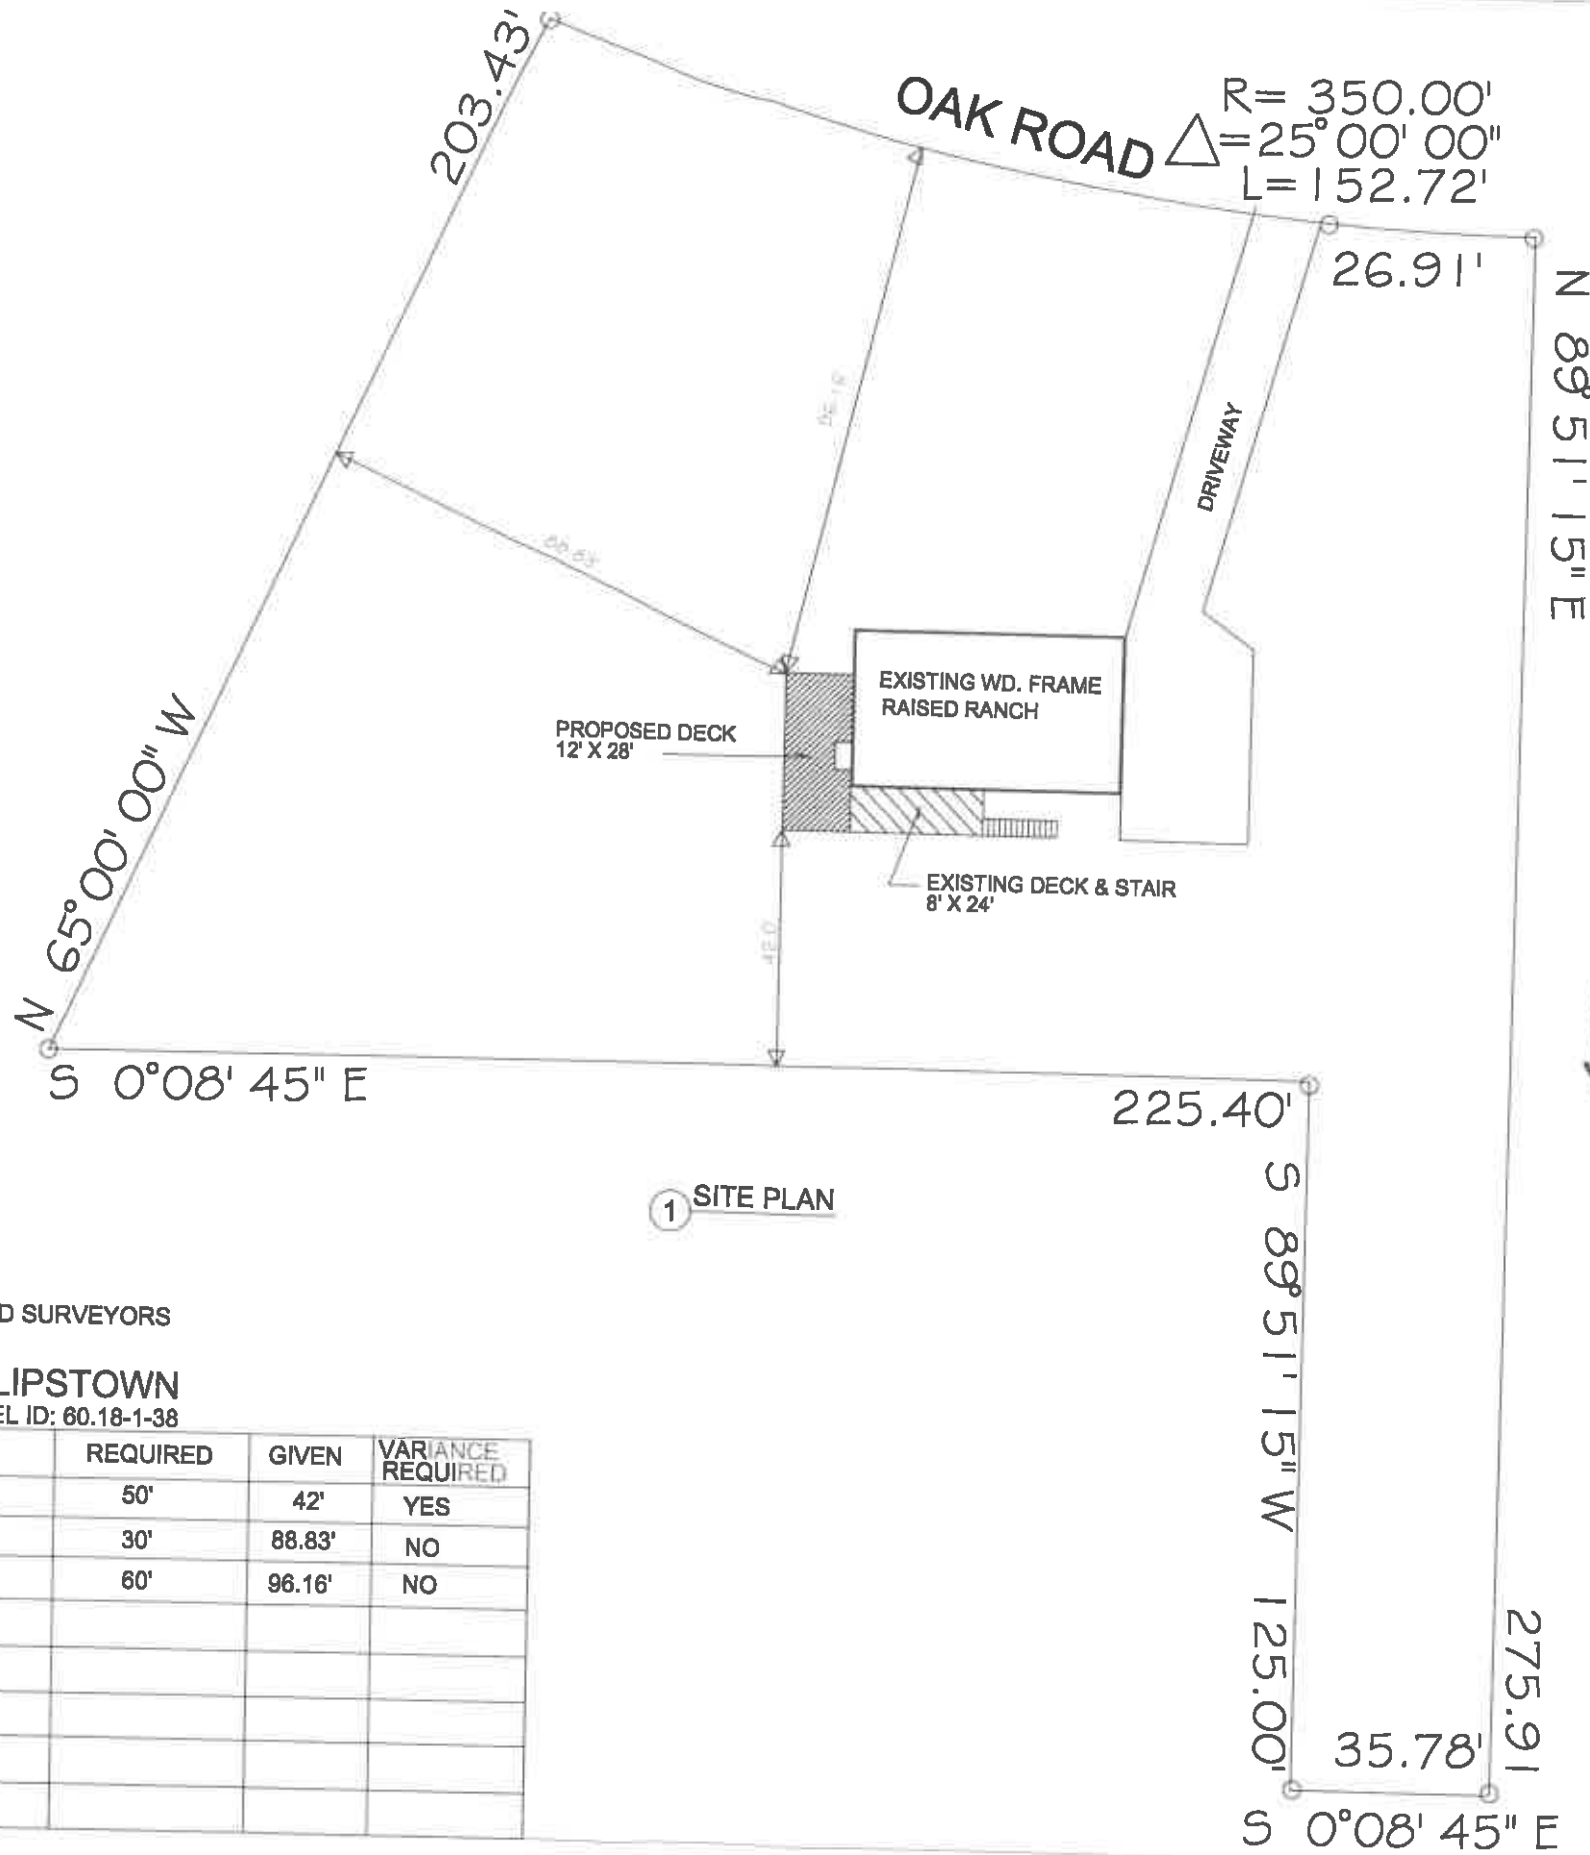 203.43'
OAK ROAD
R= 350.00'
△=25°00' 00"
L=152.72'
26.91'
N 89°51' 15" E
DRIVEWAY
88.83'
EXISTING WD. FRAME
RAISED RANCH
PROPOSED DECK
12' X 28'
EXISTING DECK & STAIR
8' X 24'
42.0'
N 65°00' 00" W
S 0°08' 45" E
225.40'
1 SITE PLAN
S 89°51' 15" W 125.00'
275.91
35.78'
S 0°08' 45" E
D SURVEYORS
LIPSTOWN
EL ID: 60.18-1-38
REQUIRED GIVEN VARIANCE
REQUIRED
50' 42' YES
30' 88.83' NO
60' 96.16' NO